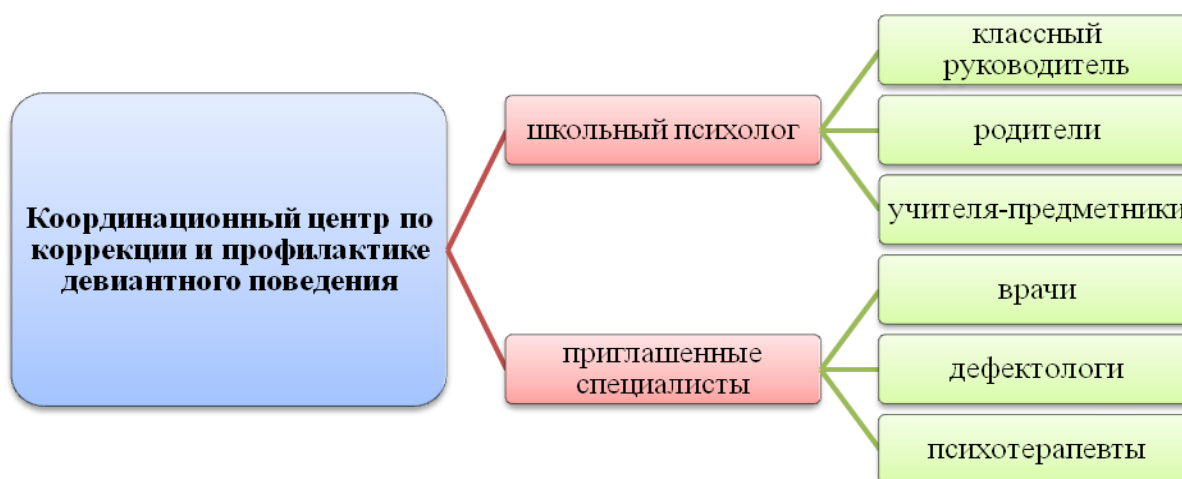 Координационный центр по
коррекции и профилактике
девиантного поведения
школьный психолог
классный
руководитель
родители
учителя-предметники
приглашенные
специалисты
врачи
дефектологи
психотерапевты